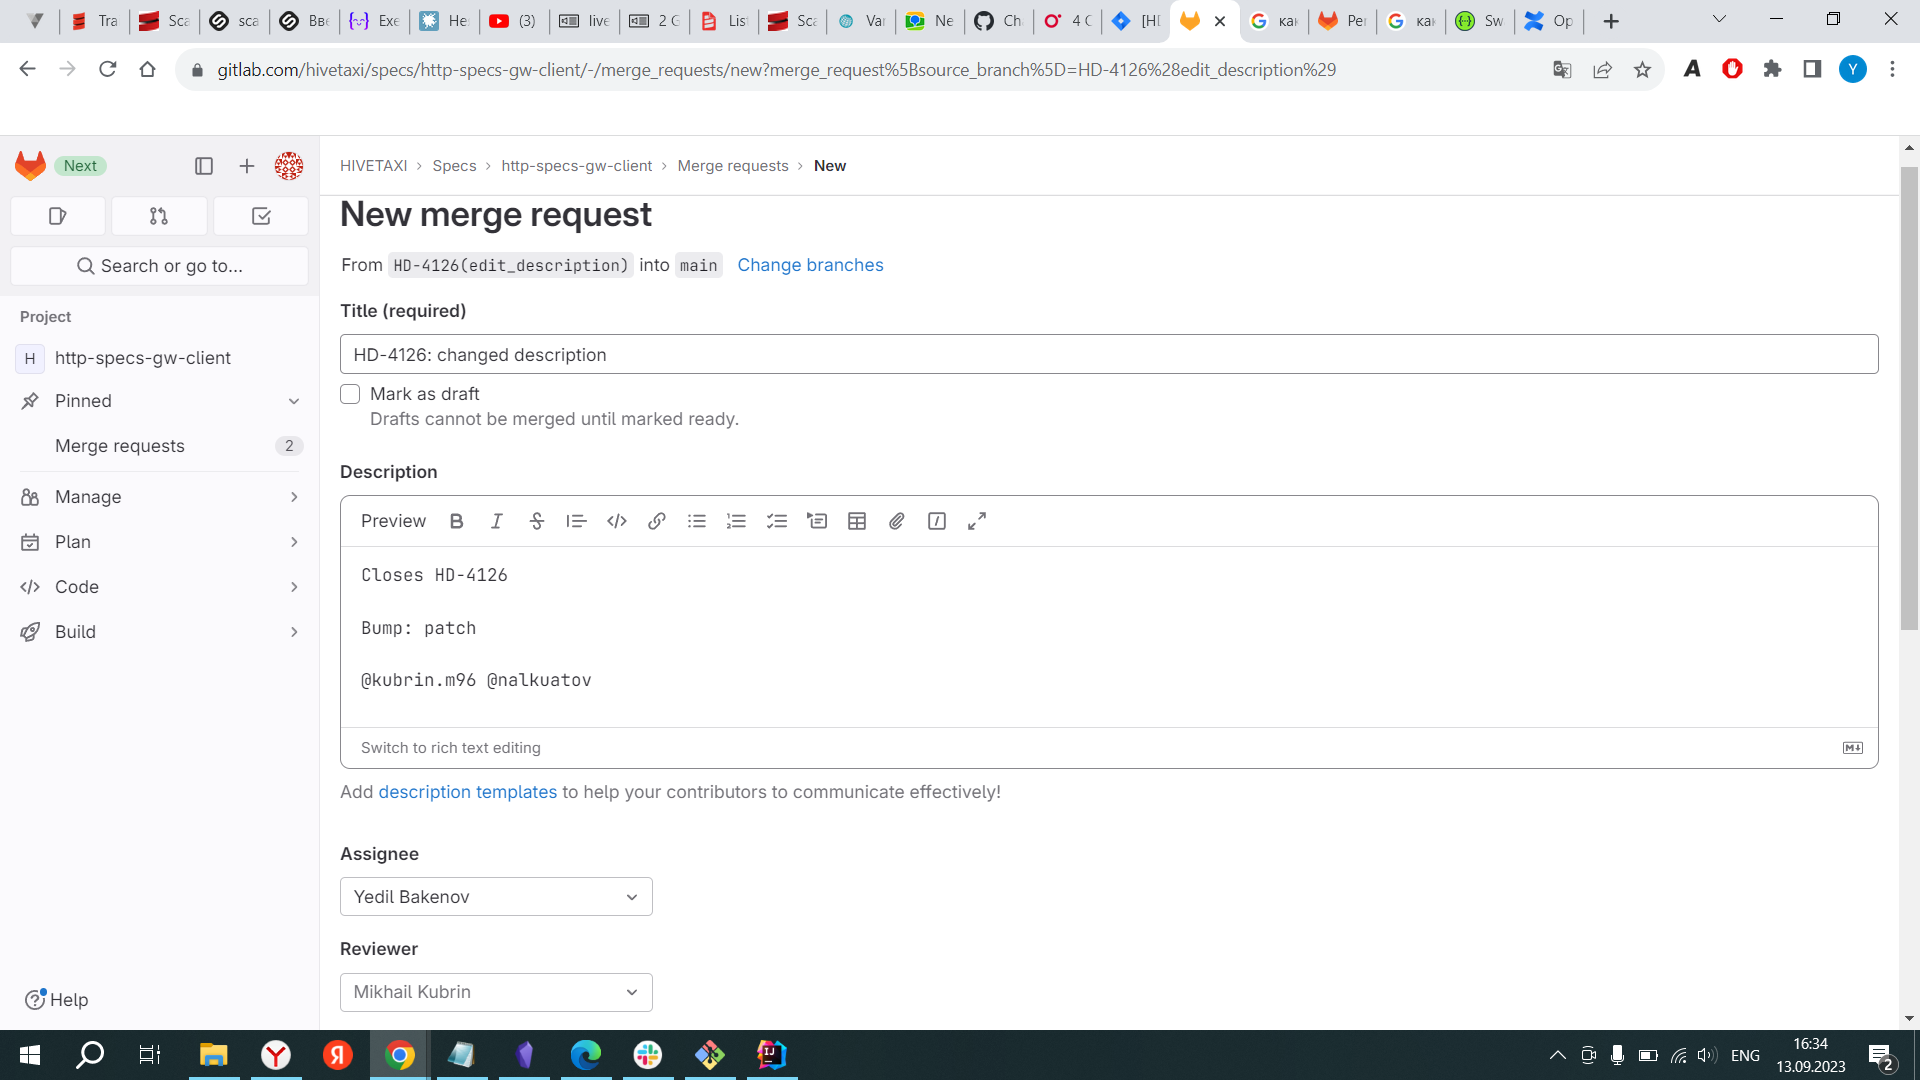 Tra
Sca
sca
Вве
Exe
Hea
(3)
live
2 G
List
Sca
Var
Ne
Ch
4 C
[HD
как
Per
как
Sw
Op
gitlab.com/hivetaxi/specs/http-specs-gw-client/-/merge_requests/new?merge_request%5Bsource_branch%5D=HD-4126%28edit_description%29
Y
Next
HIVETAXI › Specs › http-specs-gw-client › Merge requests › New
New merge request
Search or go to...
From HD-4126(edit_description) into main Change branches
Project
Title (required)
H http-specs-gw-client
HD-4126: changed description
Pinned
Mark as draft
Drafts cannot be merged until marked ready.
Merge requests 2
Description
Manage
Preview
Plan
Closes HD-4126
Code
Bump: patch
Build
@kubrin.m96 @nalkuatov
Switch to rich text editing
Add description templates to help your contributors to communicate effectively!
Assignee
Yedil Bakenov
Reviewer
Mikhail Kubrin
Help
ENG
16:34
13.09.2023
2